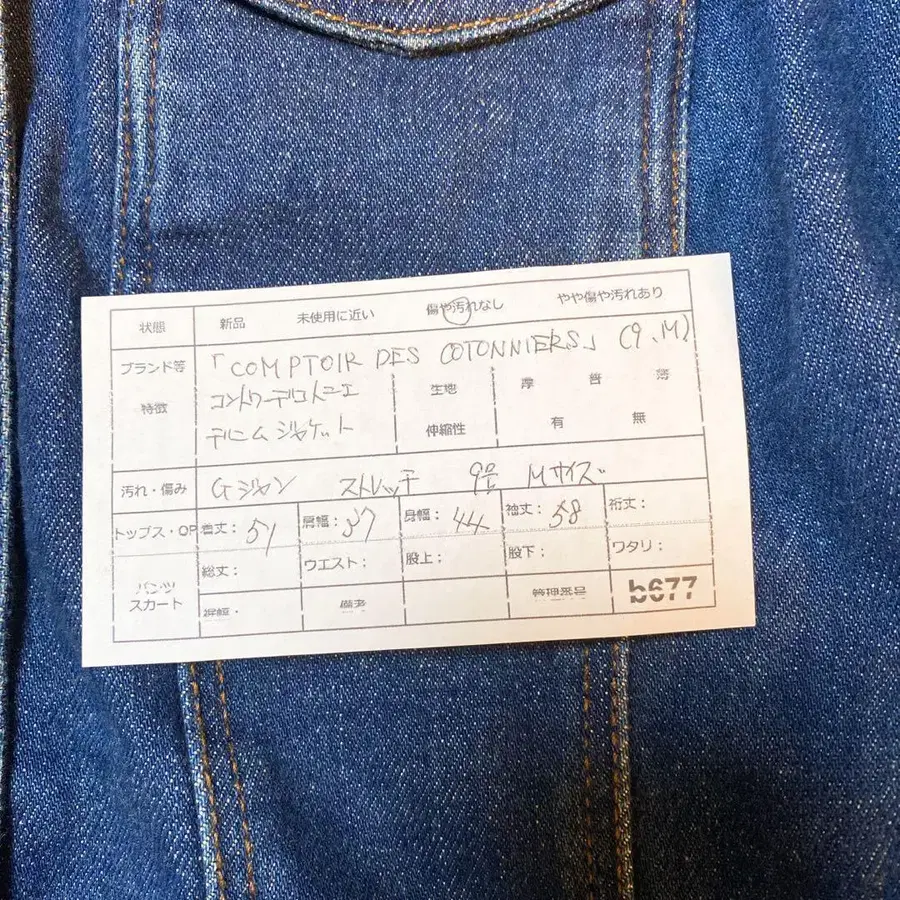 状態 新品 未使用に近い 傷や汚れなし やや傷や汚れあり
ブランド等 「COMPTOIR DES COTONNIERS」 (9、M)
特徴 コントワーデコトニエ 生地 厚 普 薄
デニムジャケット 伸縮性 有 無
汚れ・傷み Gジャン ストレッチ 9号 Mサイズ
トップス・OP 着丈: 51 肩幅: 37 身幅: 44 袖丈: 58 裄丈:
パンツ スカート 総丈: ウエスト: 股上: 股下: ワタリ:
裾幅: 備考 管理番号 b677